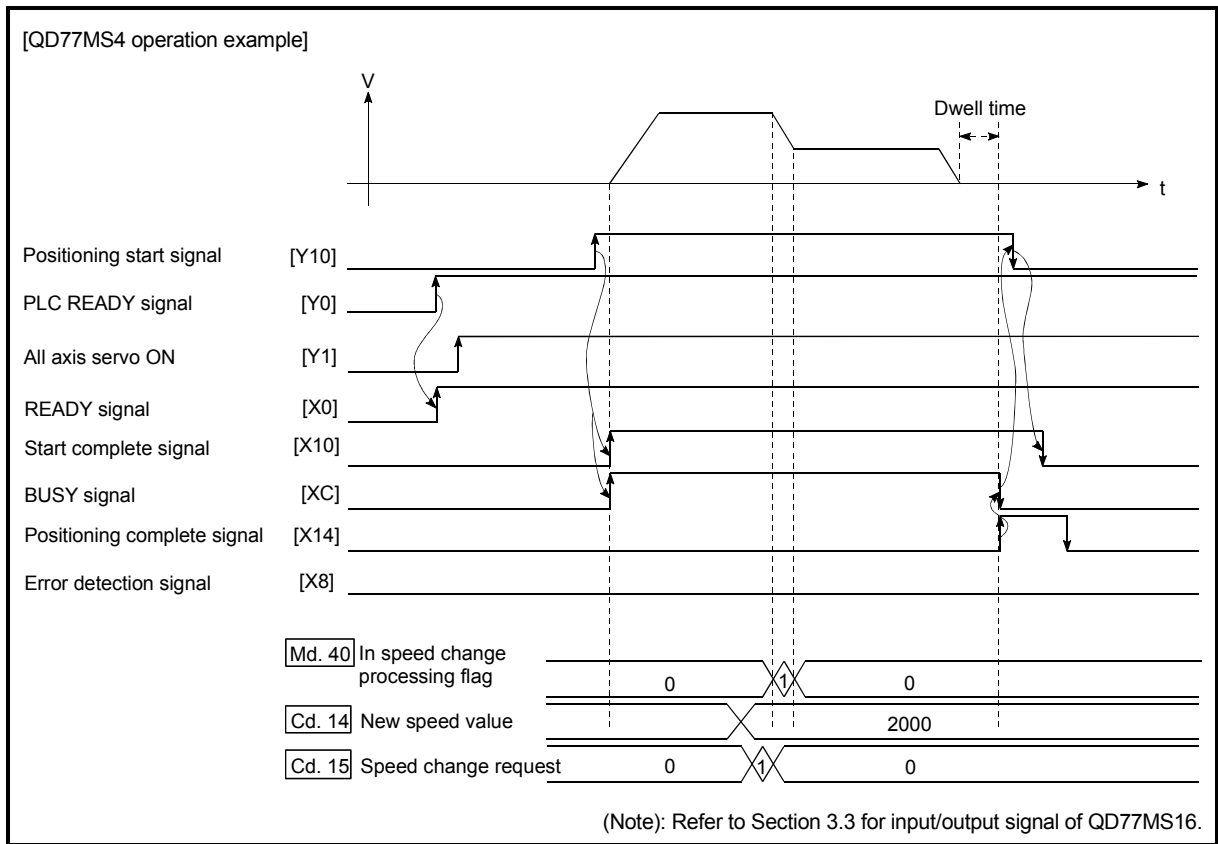 [QD77MS4 operation example]
V
Dwell time
t
Positioning start signal [Y10]
PLC READY signal [Y0]
All axis servo ON [Y1]
READY signal [X0]
Start complete signal [X10]
BUSY signal [XC]
Positioning complete signal [X14]
Error detection signal [X8]
Md. 40 In speed change
processing flag
0 1 0
Cd. 14 New speed value 2000
Cd. 15 Speed change request 0 1 0
(Note): Refer to Section 3.3 for input/output signal of QD77MS16.